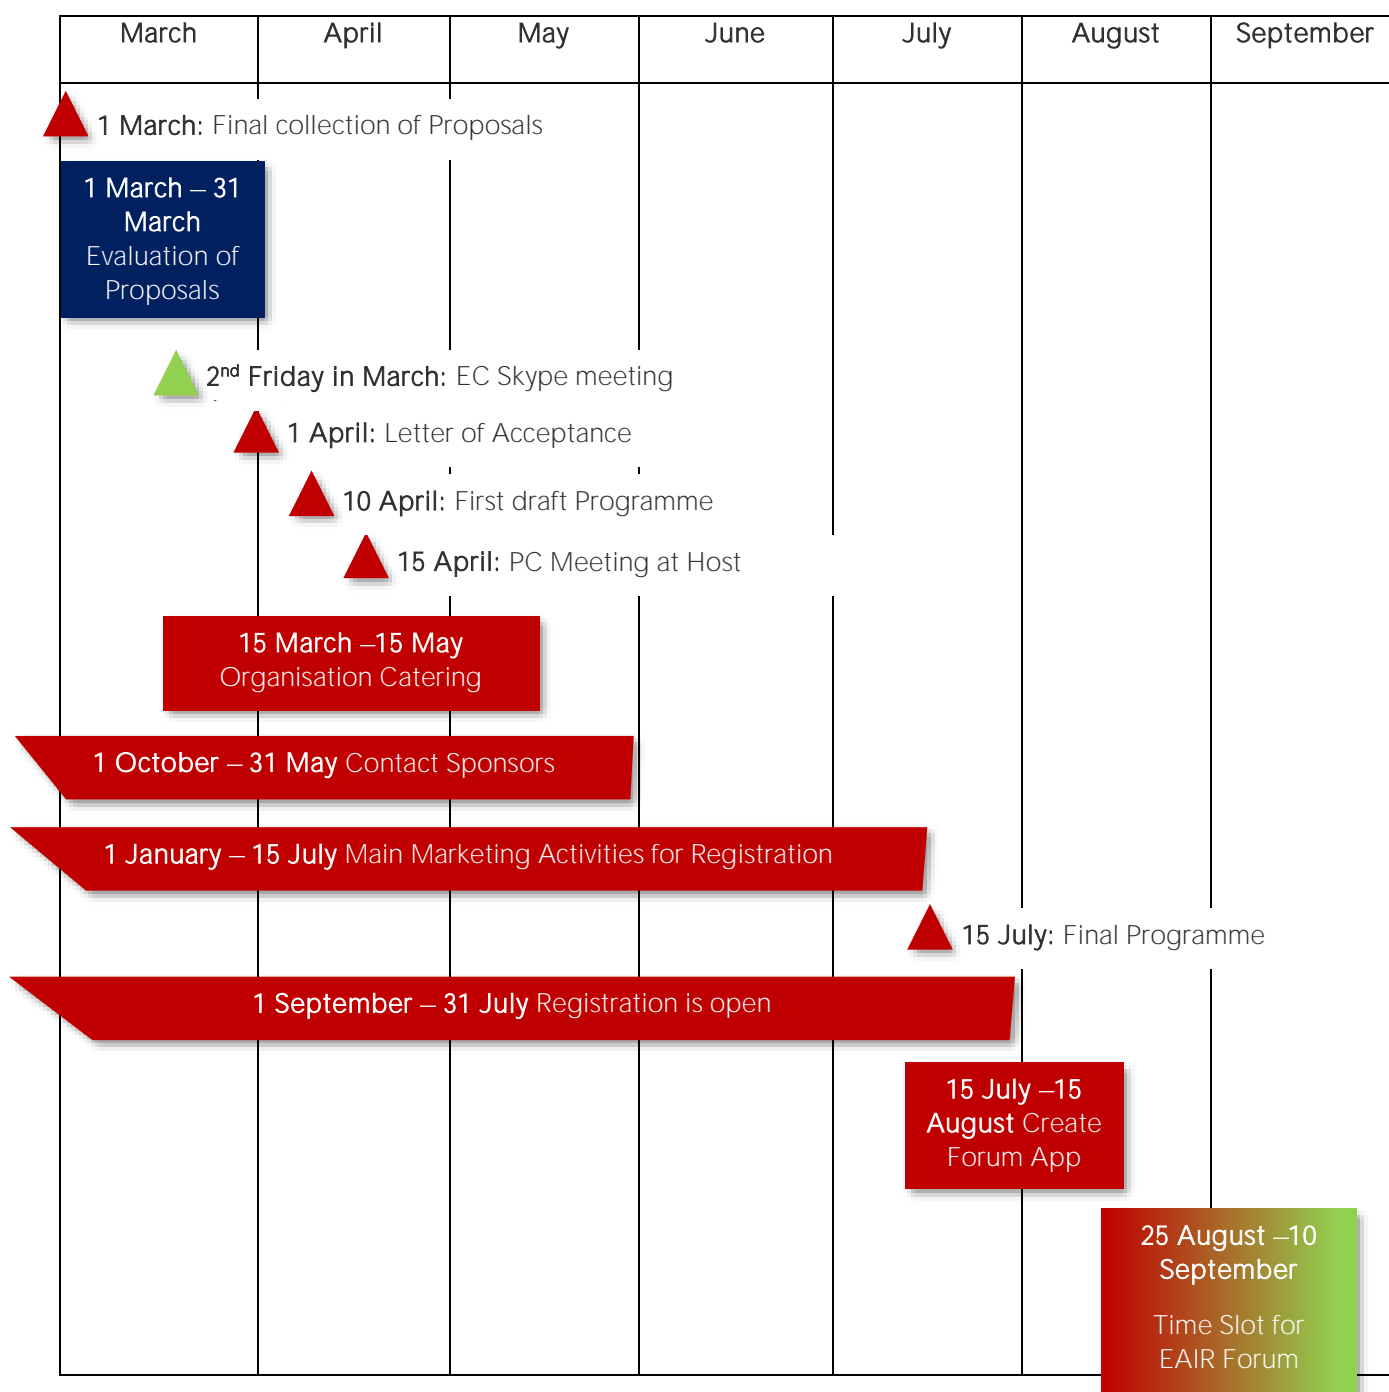 March April May June July August September
1 March: Final collection of Proposals
1 March – 31
March
Evaluation of
Proposals
2nd Friday in March: EC Skype meeting
1 April: Letter of Acceptance
10 April: First draft Programme
15 April: PC Meeting at Host
15 March –15 May
Organisation Catering
1 October – 31 May Contact Sponsors
1 January – 15 July Main Marketing Activities for Registration
15 July: Final Programme
1 September – 31 July Registration is open
15 July –15
August Create
Forum App
25 August –10
September
Time Slot for
EAIR Forum